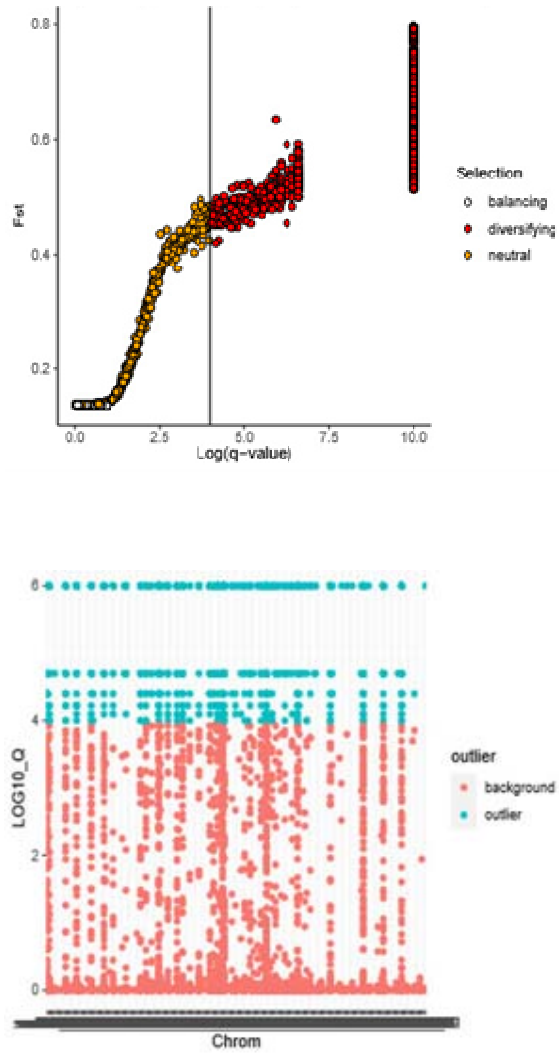 0.8
0.6
0.4
0.2
Fst
0.0 2.5 5.0 7.5 10.0
Log(q-value)
Selection
balancing
diversifying
neutral
6
4
2
0
LOG10_Q
Chrom
outlier
background
outlier